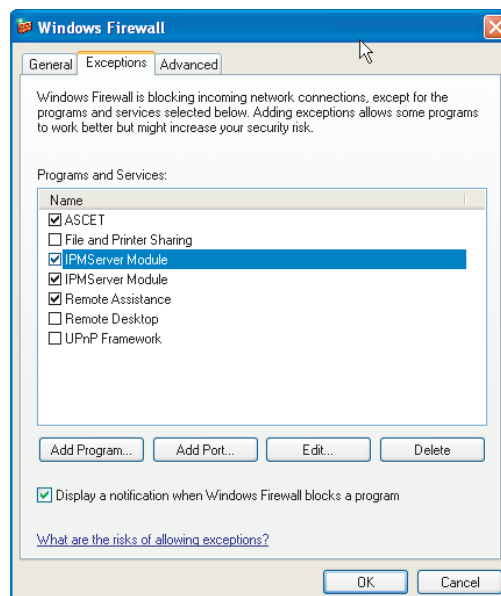 Windows Firewall
General Exceptions Advanced
Windows Firewall is blocking incoming network connections, except for the
programs and services selected below. Adding exceptions allows some programs
to work better but might increase your security risk.
Programs and Services:
Name
ASCET
File and Printer Sharing
IPMServer Module
IPMServer Module
Remote Assistance
Remote Desktop
UPnP Framework
Add Program... Add Port... Edit... Delete
Display a notification when Windows Firewall blocks a program
What are the risks of allowing exceptions?
OK Cancel